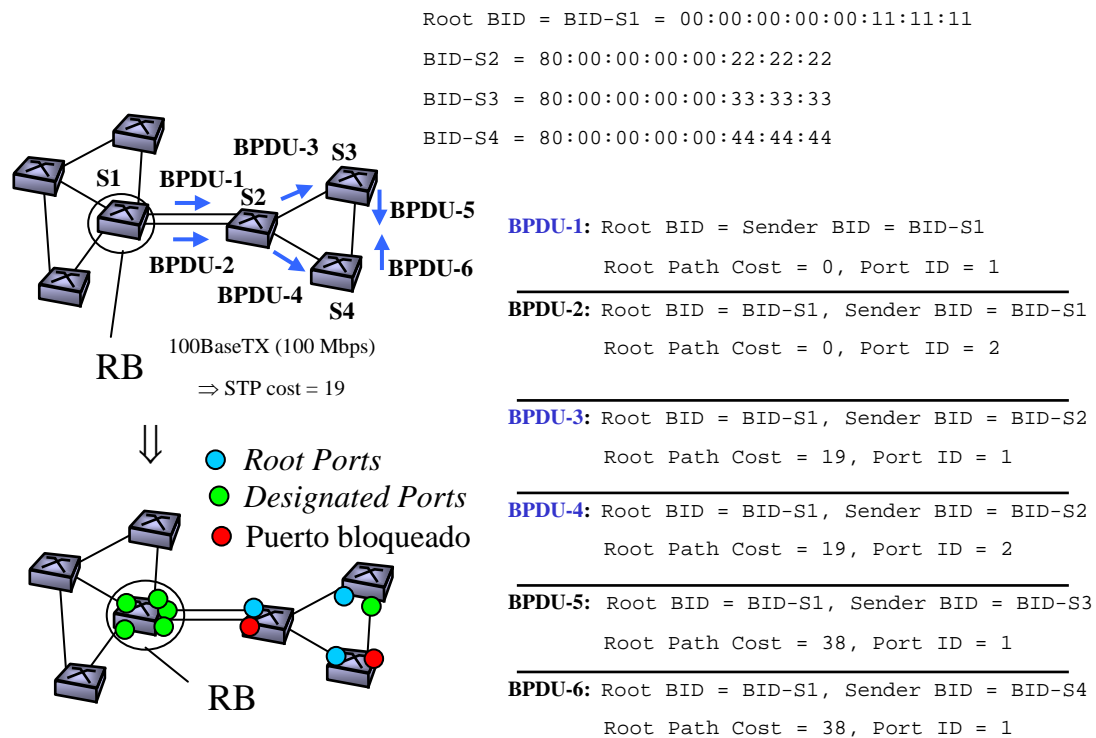 Root BID = BID-S1 = 00:00:00:00:00:11:11:11
BID-S2 = 80:00:00:00:00:22:22:22
BID-S3 = 80:00:00:00:00:33:33:33
BID-S4 = 80:00:00:00:00:44:44:44
BPDU-3
S3
S1
BPDU-1
S2
BPDU-5
BPDU-2
BPDU-6
BPDU-4
S4
RB
100BaseTX (100 Mbps)
⇒ STP cost = 19
⇓
Root Ports
Designated Ports
Puerto bloqueado
RB
BPDU-1: Root BID = Sender BID = BID-S1
Root Path Cost = 0, Port ID = 1
BPDU-2: Root BID = BID-S1, Sender BID = BID-S1
Root Path Cost = 0, Port ID = 2
BPDU-3: Root BID = BID-S1, Sender BID = BID-S2
Root Path Cost = 19, Port ID = 1
BPDU-4: Root BID = BID-S1, Sender BID = BID-S2
Root Path Cost = 19, Port ID = 2
BPDU-5: Root BID = BID-S1, Sender BID = BID-S3
Root Path Cost = 38, Port ID = 1
BPDU-6: Root BID = BID-S1, Sender BID = BID-S4
Root Path Cost = 38, Port ID = 1